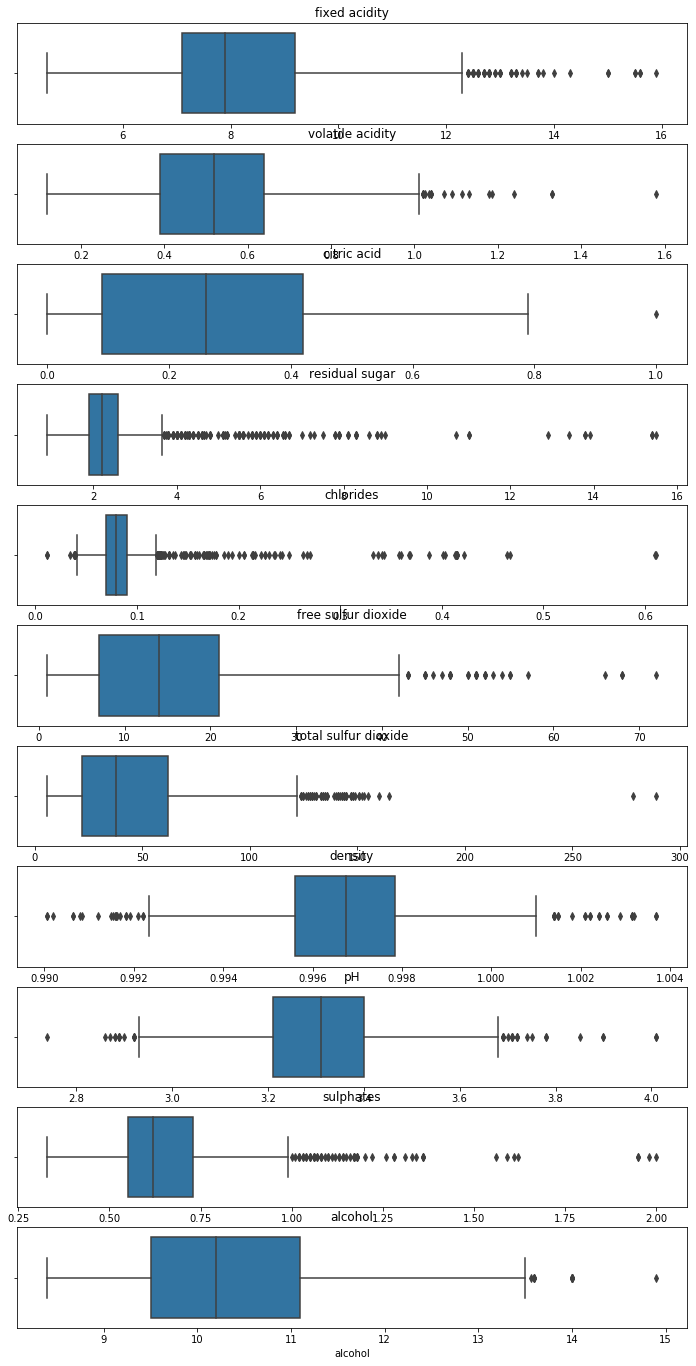 fixed acidity
6 8 10 12 14 16
volatile acidity
0.2 0.4 0.6 0.8 1.0 1.2 1.4 1.6
citric acid
0.0 0.2 0.4 0.6 0.8 1.0
residual sugar
2 4 6 8 10 12 14 16
chlorides
0.0 0.1 0.2 0.3 0.4 0.5 0.6
free sulfur dioxide
0 10 20 30 40 50 60 70
total sulfur dioxide
0 50 100 150 200 250 300
density
0.990 0.992 0.994 0.996 0.998 1.000 1.002 1.004
pH
2.8 3.0 3.2 3.4 3.6 3.8 4.0
sulphates
0.25 0.50 0.75 1.00 1.25 1.50 1.75 2.00
alcohol
9 10 11 12 13 14 15
alcohol